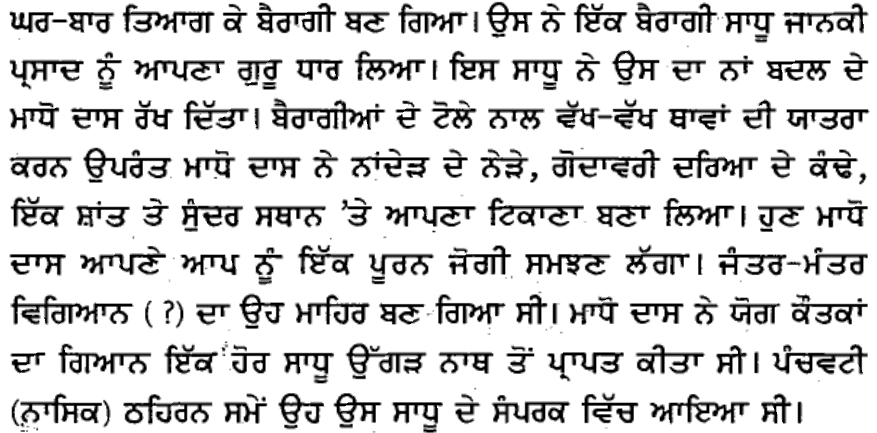 ਘਰ-ਬਾਰ ਤਿਆਗ ਕੇ ਬੈਰਾਗੀ ਬਣ ਗਿਆ। ਉਸ ਨੇ ਇੱਕ ਬੈਰਾਗੀ ਸਾਧੂ ਜਾਨਕੀ
ਪ੍ਰਸਾਦ ਨੂੰ ਆਪਣਾ ਗੁਰੂ ਧਾਰ ਲਿਆ। ਇਸ ਸਾਧੂ ਨੇ ਉਸ ਦਾ ਨਾਂ ਬਦਲ ਦੇ
ਮਾਧੋ ਦਾਸ ਰੱਖ ਦਿੱਤਾ। ਬੈਰਾਗੀਆਂ ਦੇ ਟੋਲੇ ਨਾਲ ਵੱਖ-ਵੱਖ ਥਾਵਾਂ ਦੀ ਯਾਤਰਾ
ਕਰਨ ਉਪਰੰਤ ਮਾਧੋ ਦਾਸ ਨੇ ਨਾਂਦੇੜ ਦੇ ਨੇੜੇ, ਗੋਦਾਵਰੀ ਦਰਿਆ ਦੇ ਕੰਢੇ,
ਇੱਕ ਸ਼ਾਂਤ ਤੇ ਸੁੰਦਰ ਸਥਾਨ 'ਤੇ ਆਪਣਾ ਟਿਕਾਣਾ ਬਣਾ ਲਿਆ। ਹੁਣ ਮਾਧੋ
ਦਾਸ ਆਪਣੇ ਆਪ ਨੂੰ ਇੱਕ ਪੂਰਨ ਜੋਗੀ ਸਮਝਣ ਲੱਗਾ। ਜੰਤਰ-ਮੰਤਰ
ਵਿਗਿਆਨ (?) ਦਾ ਉਹ ਮਾਹਿਰ ਬਣ ਗਿਆ ਸੀ। ਮਾਧੋ ਦਾਸ ਨੇ ਯੋਗ ਕੌਤਕਾਂ
ਦਾ ਗਿਆਨ ਇੱਕ ਹੋਰ ਸਾਧੂ ਉੱਗੜ ਨਾਥ ਤੋਂ ਪ੍ਰਾਪਤ ਕੀਤਾ ਸੀ। ਪੰਚਵਟੀ
(ਨਾਸਿਕ) ਠਹਿਰਨ ਸਮੇਂ ਉਹ ਉਸ ਸਾਧੂ ਦੇ ਸੰਪਰਕ ਵਿੱਚ ਆਇਆ ਸੀ।